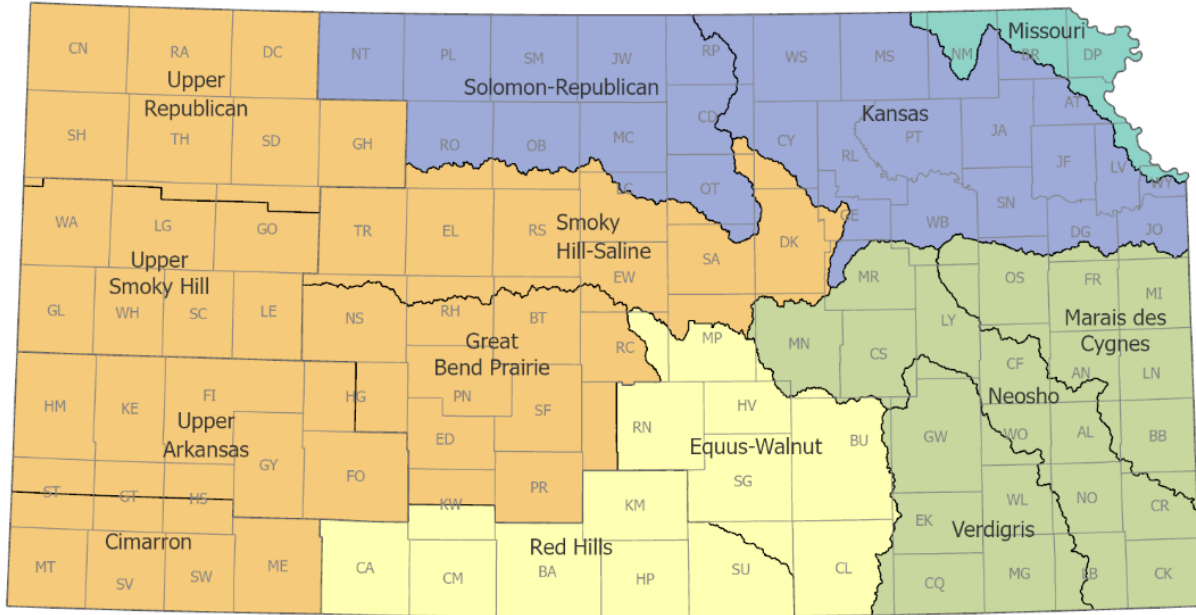 CN
RA
DC
NT
PL
SM
JW
RP
WS
MS
NM
BR
DP
Missouri
Upper
Republican
Solomon-Republican
Kansas
SH
TH
SD
GH
RO
OB
MC
CD
CY
RL
PT
JA
AT
JF
LV
WY
WA
LG
GO
TR
EL
RS
LC
OT
Smoky
Hill-Saline
DK
GE
WB
SN
DG
JO
Upper
Smoky Hill
EW
SA
MR
OS
FR
MI
GL
WH
SC
LE
NS
RH
BT
RC
MP
MN
CS
LY
Marais des
Cygnes
Great
Bend Prairie
CF
AN
LN
HM
KE
FI
HG
PN
SF
RN
HV
BU
Neosho
Upper
Arkansas
GY
FO
ED
Equus-Walnut
GW
WO
AL
BB
ST
GT
HS
KW
PR
KM
SG
EK
WL
NO
CR
Cimarron
Red Hills
Verdigris
MT
SV
SW
ME
CA
CM
BA
HP
SU
CL
CQ
MG
LB
CK